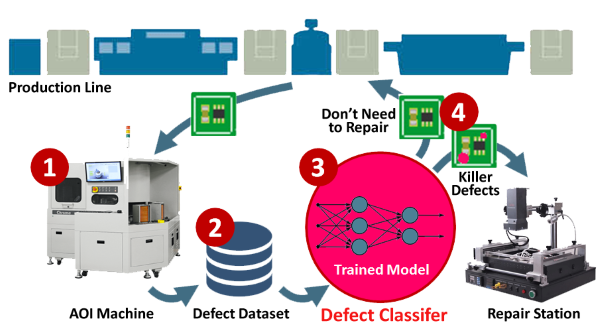 Production Line
Don't Need
to Repair
4
Killer
Defects
1
2
3
Trained Model
AOI Machine
Defect Dataset
Defect Classifer
Repair Station